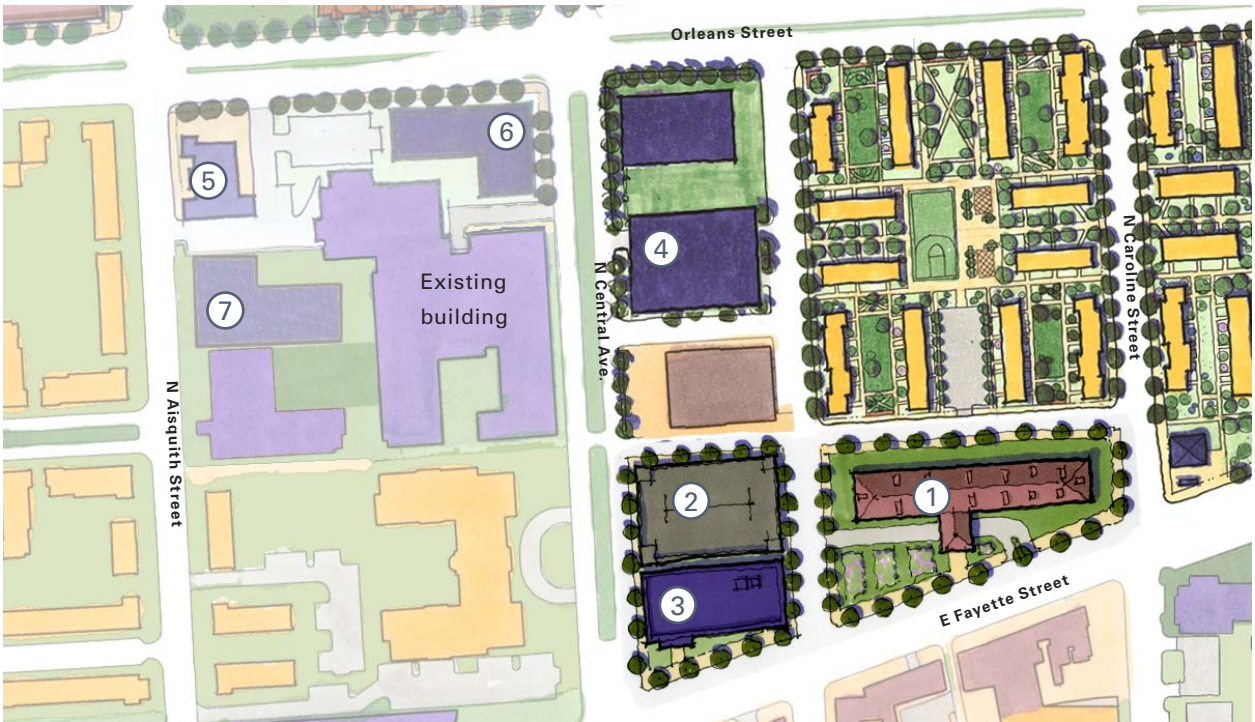 Orleans Street
6
5
4
N Caroline Street
Existing
building
N Central Ave.
7
N Aisquith Street
1
2
3
E Fayette Street